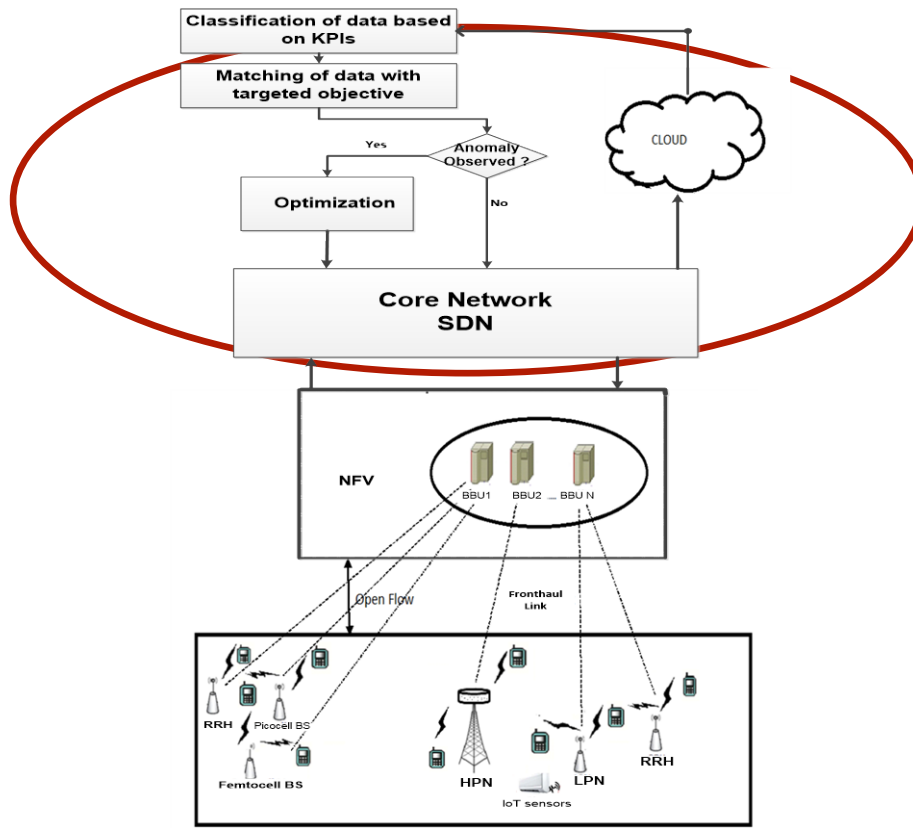 Classification of data based
on KPIs
Matching of data with
targeted objective
CLOUD
Yes
Anomaly
Observed ?
Optimization
No
Core Network
SDN
NFV
BBU1
BBU2
BBU N
Open Flow
Fronthaul
Link
RRH
Picocell BS
Femtocell BS
HPN
LPN
RRH
IoT sensors